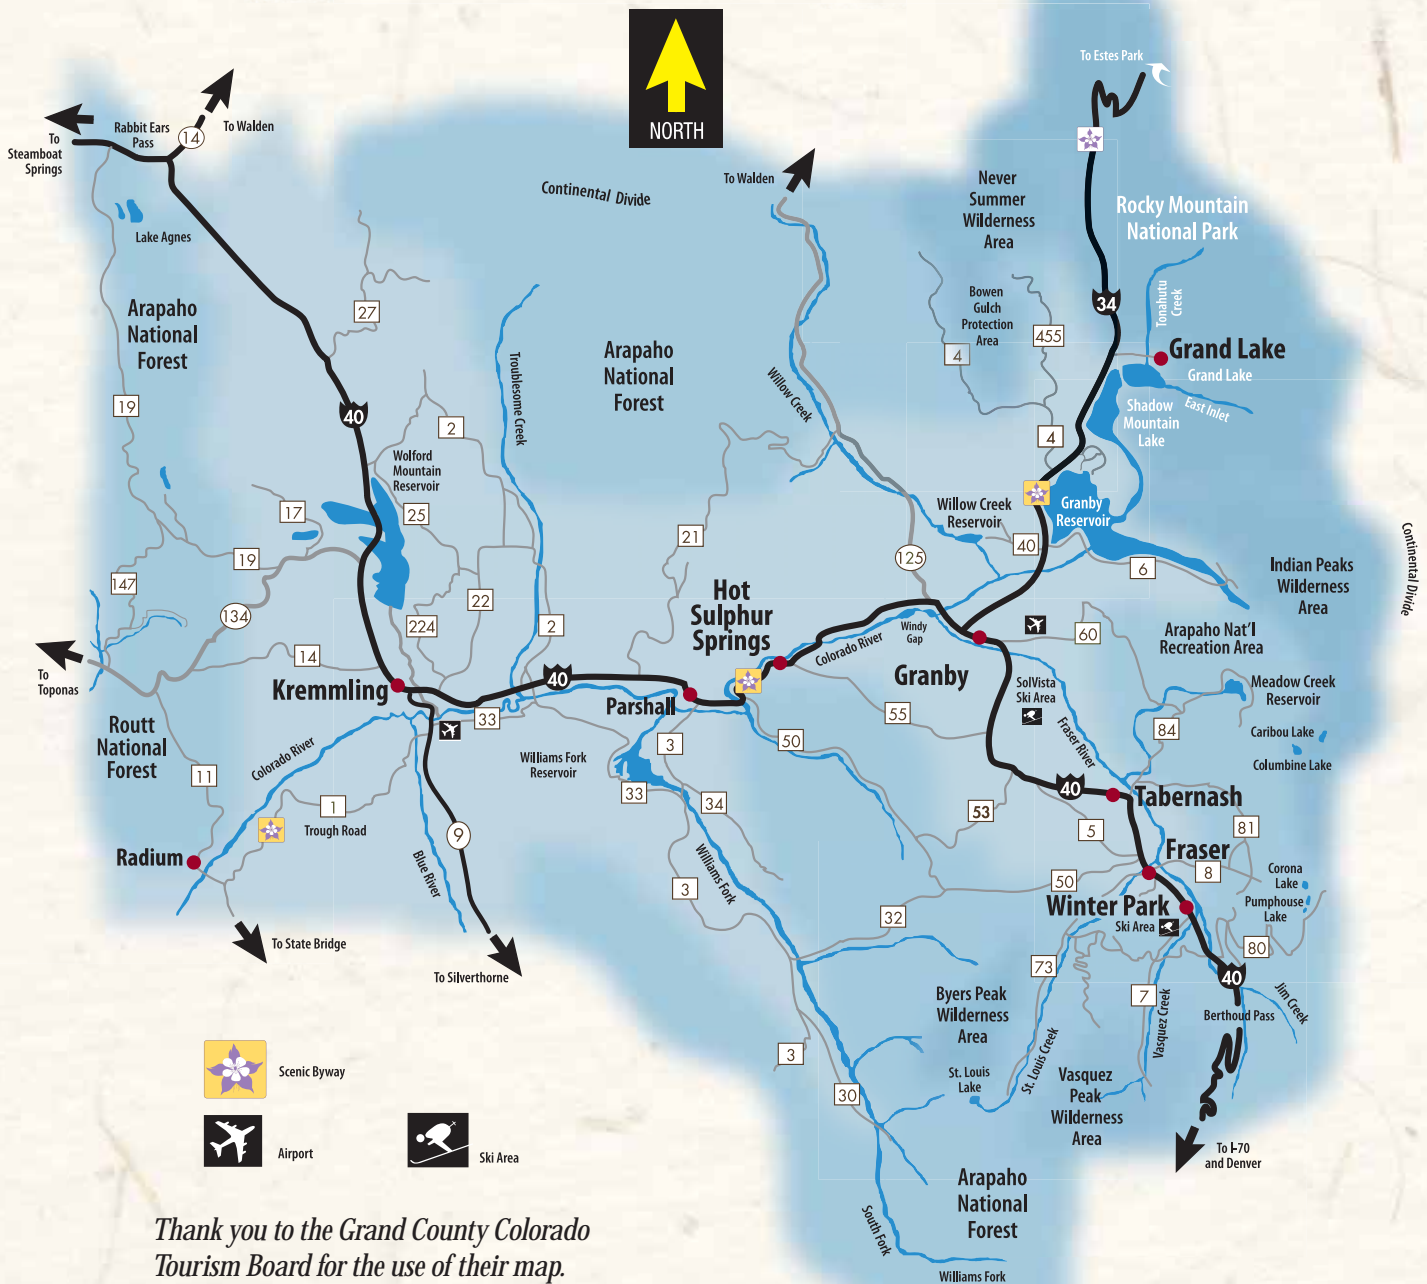 To Estes Park
NORTH
To
Steamboat
Springs
Rabbit Ears
Pass
14
To Walden
Lake Agnes
Continental Divide
To Walden
Never
Summer
Wilderness
Area
Rocky Mountain
National Park
Arapaho
National
Forest
27
Bowen
Gulch
Protection
Area
34
Tonahutu
Creek
455
4
Grand Lake
Grand Lake
East Inlet
Arapaho
National
Forest
Troublesome Creek
Willow Creek
19
40
2
Shadow
Mountain
Lake
4
Wolford
Mountain
Reservoir
17
25
Willow Creek
Reservoir
Granby
Reservoir
21
40
125
6
Continental Divide
19
147
134
224
22
2
Hot
Sulphur
Springs
Indian Peaks
Wilderness
Area
Windy
Gap
Colorado River
60
Arapaho Nat'l
Recreation Area
To
Toponas
14
Kremmling
40
Parshall
Granby
SolVista
Ski Area
Meadow Creek
Reservoir
Routt
National
Forest
33
55
Fraser River
84
Caribou Lake
Columbine Lake
11
Colorado River
Williams Fork
Reservoir
3
50
33
34
40
Tabernash
1
Trough Road
9
53
5
81
Radium
Blue River
Williams Fork
Fraser
8
3
50
Corona
Lake
Pumphouse
Lake
Winter Park
Ski Area
32
80
To State Bridge
To Silverthorne
73
40
7
Jim Creek
Byers Peak
Wilderness
Area
Berthoud Pass
Vasquez Creek
St. Louis Creek
3
St. Louis
Lake
Vasquez
Peak
Wilderness
Area
30
Scenic Byway
Airport
Ski Area
To I-70
and Denver
Arapaho
National
Forest
South Fork
Williams Fork
Thank you to the Grand County Colorado
Tourism Board for the use of their map.